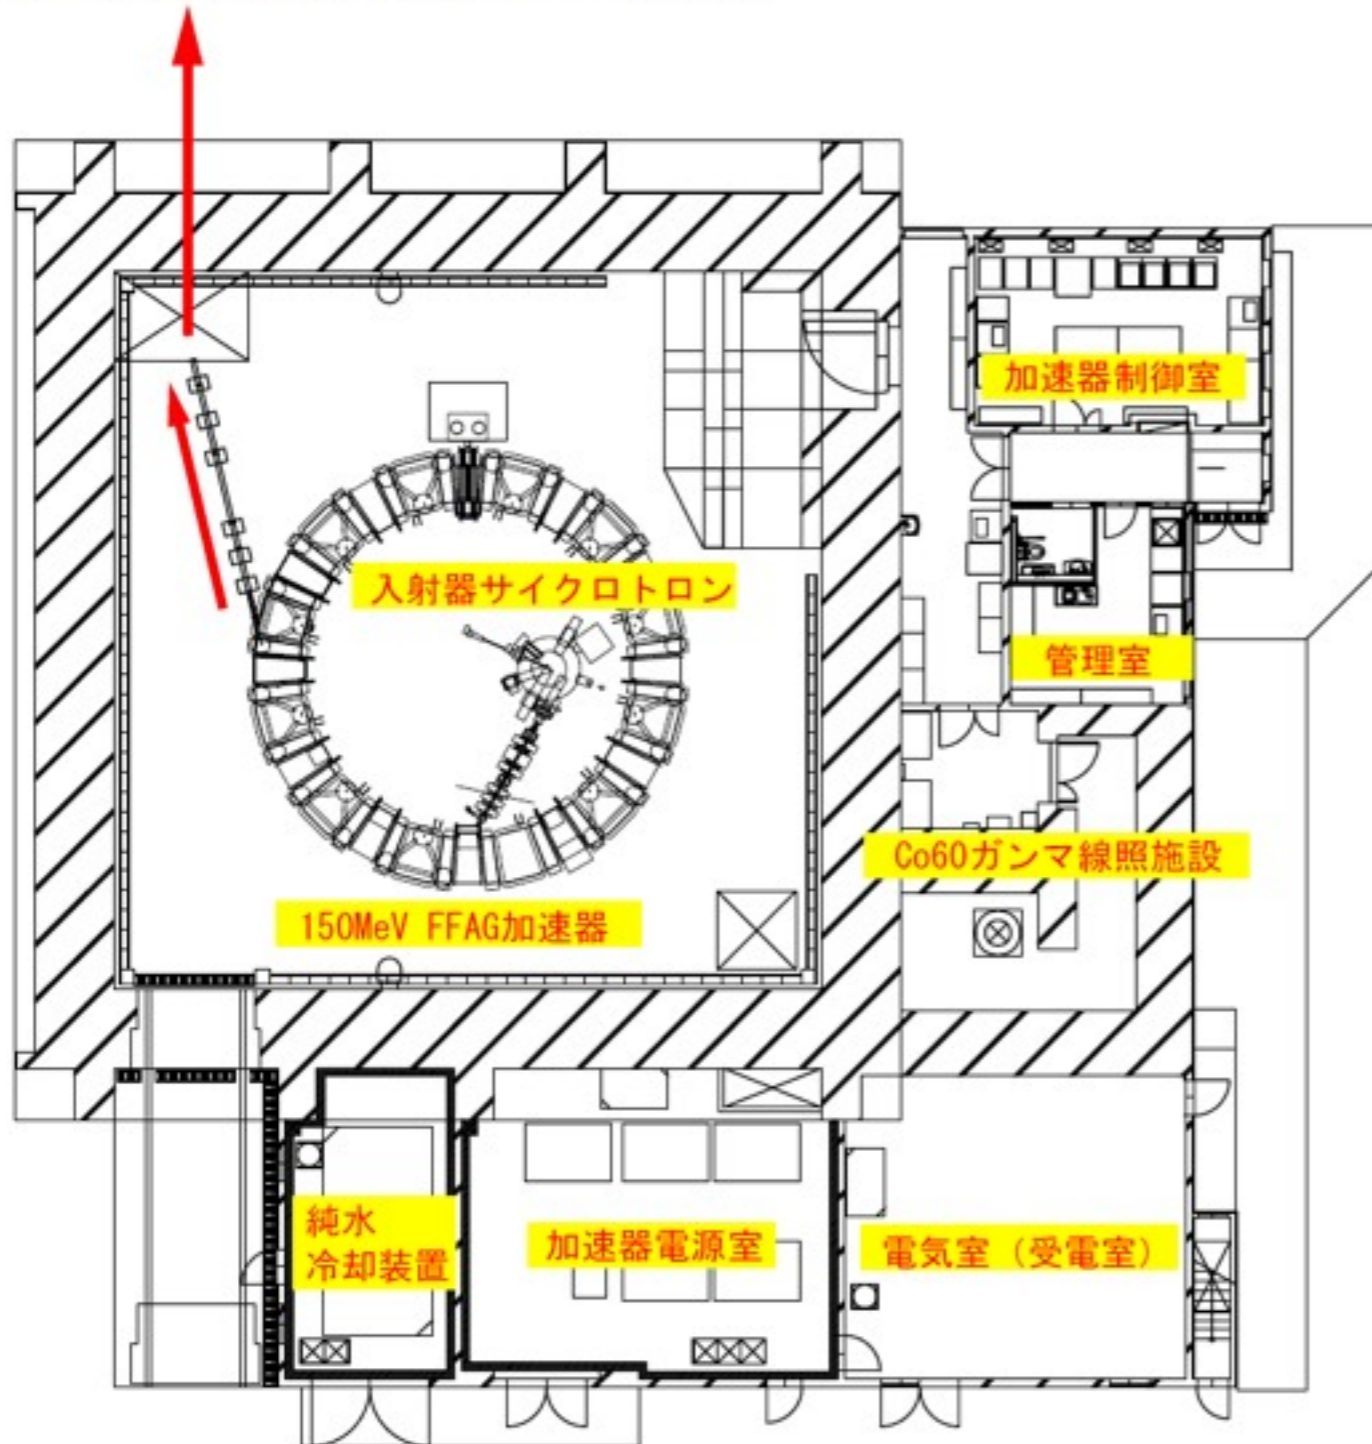 加速器制御室
入射器サイクロトロン
管理室
Co60ガンマ線照施設
150MeV FFAG加速器
純水
冷却装置
加速器電源室
電気室（受電室）